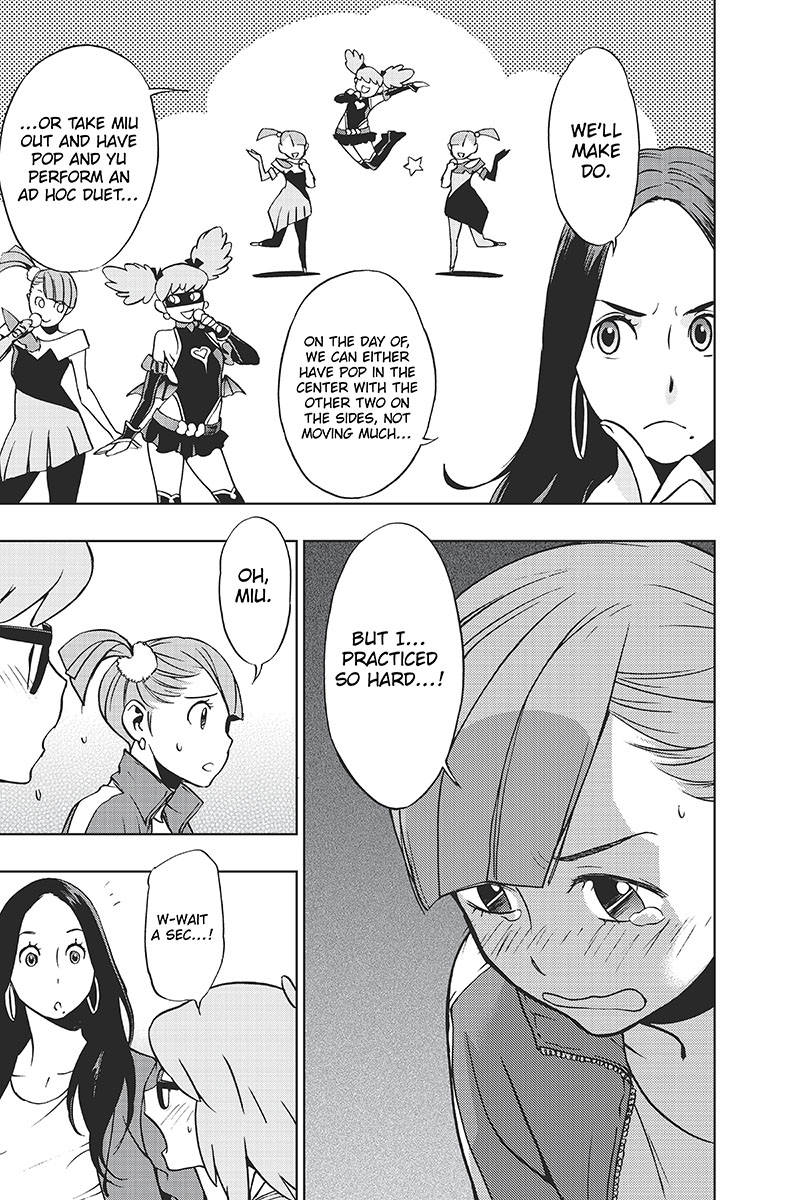 WE'LL
MAKE
DO.
ON THE DAY OF,
WE CAN EITHER
HAVE POP IN THE
CENTER WITH THE
OTHER TWO ON
THE SIDES, NOT
MOVING MUCH...
...OR TAKE MIU
OUT AND HAVE
POP AND YU
PERFORM AN
AD HOC DUET...
BUT I...
PRACTICED
SO HARD...!
OH,
MIU.
W-WAIT
A SEC...!